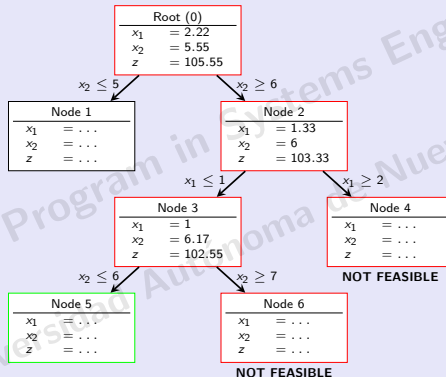 Root (0)
x₁ = 2.22
x₂ = 5.55
z = 105.55
x₂ ≤ 5 x₂ ≥ 6
Node 1
x₁ = ...
x₂ = ...
z = ...
Node 2
x₁ = 1.33
x₂ = 6
z = 103.33
x₁ ≤ 1 x₁ ≥ 2
Node 3
x₁ = 1
x₂ = 6.17
z = 102.55
Node 4
x₁ = ...
x₂ = ...
z = ...
NOT FEASIBLE
x₂ ≤ 6 x₂ ≥ 7
Node 5
x₁ = ...
x₂ = ...
z = ...
Node 6
x₁ = ...
x₂ = ...
z = ...
NOT FEASIBLE
Program in Systems Eng
Autónoma de Nue